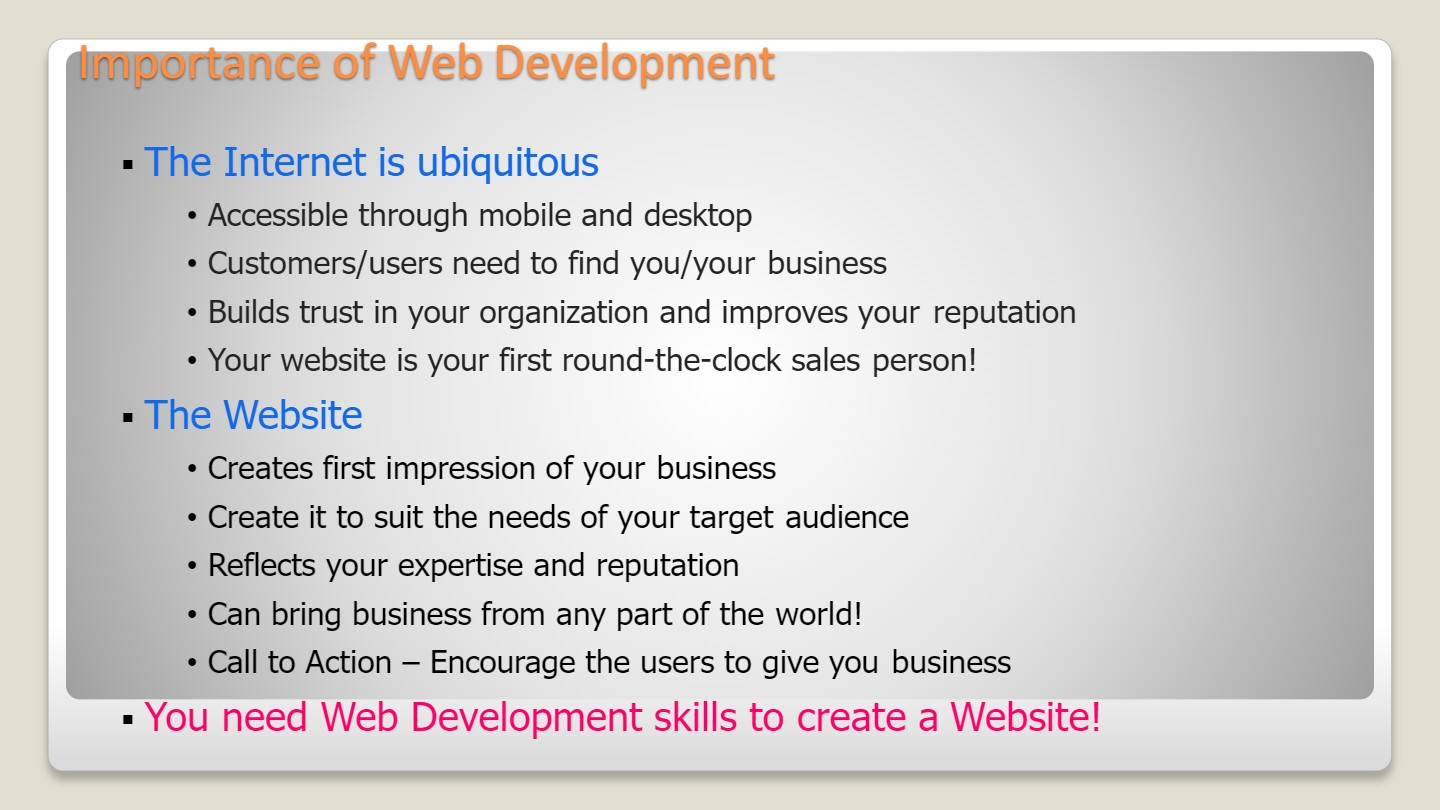 Importance of Web Development
▪ The Internet is ubiquitous
• Accessible through mobile and desktop
• Customers/users need to find you/your business
• Builds trust in your organization and improves your reputation
• Your website is your first round-the-clock sales person!
▪ The Website
• Creates first impression of your business
• Create it to suit the needs of your target audience
• Reflects your expertise and reputation
• Can bring business from any part of the world!
• Call to Action – Encourage the users to give you business
▪ You need Web Development skills to create a Website!